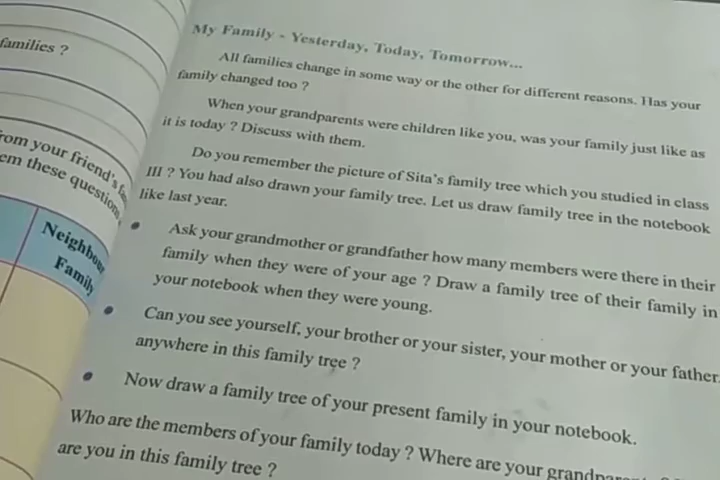 families ?
from your friend's
em these questions
Neighbour
Family
My Family - Yesterday, Today, Tomorrow...
All families change in some way or the other for different reasons. Has your
family changed too ?
When your grandparents were children like you, was your family just like as
it is today ? Discuss with them.
Do you remember the picture of Sita's family tree which you studied in class
III ? You had also drawn your family tree. Let us draw family tree in the notebook
like last year.
• Ask your grandmother or grandfather how many members were there in their
family when they were of your age ? Draw a family tree of their family in
your notebook when they were young.
• Can you see yourself, your brother or your sister, your mother or your father
anywhere in this family tree ?
• Now draw a family tree of your present family in your notebook.
Who are the members of your family today ? Where are your
are you in this family tree ?